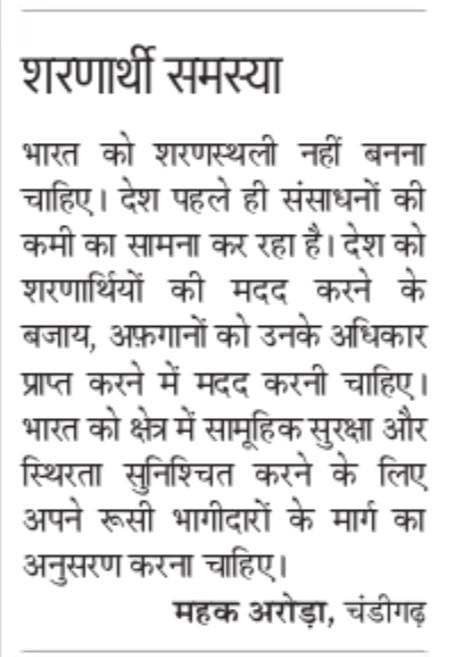 शरणार्थी समस्या
भारत को शरणस्थली नहीं बनना
चाहिए। देश पहले ही संसाधनों की
कमी का सामना कर रहा है। देश को
शरणार्थियों की मदद करने के
बजाय, अफ़गानों को उनके अधिकार
प्राप्त करने में मदद करनी चाहिए।
भारत को क्षेत्र में सामूहिक सुरक्षा और
स्थिरता सुनिश्चित करने के लिए
अपने रूसी भागीदारों के मार्ग का
अनुसरण करना चाहिए।
महक अरोड़ा, चंडीगढ़